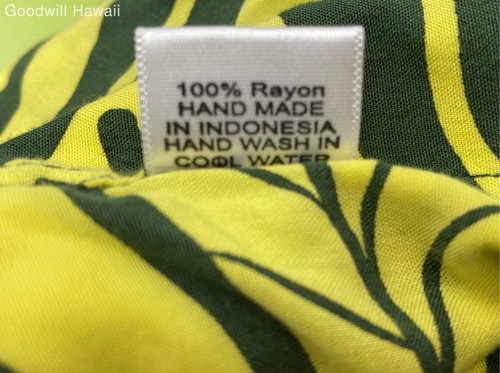 Goodwill Hawaii
100% Rayon
HAND MADE
IN INDONESIA
HAND WASH IN
COOL WATER